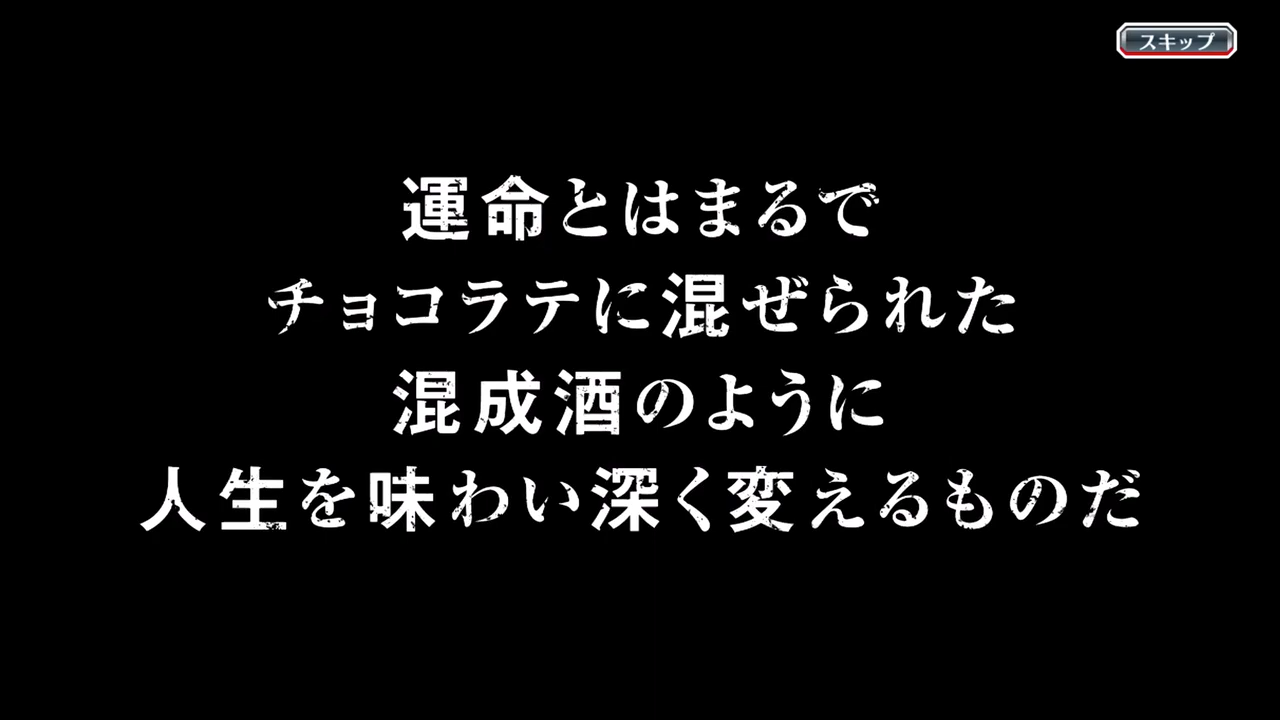 スキップ
運命とはまるで
チョコラテに混ぜられた
混成酒のように
人生を味わい深く変えるものだ